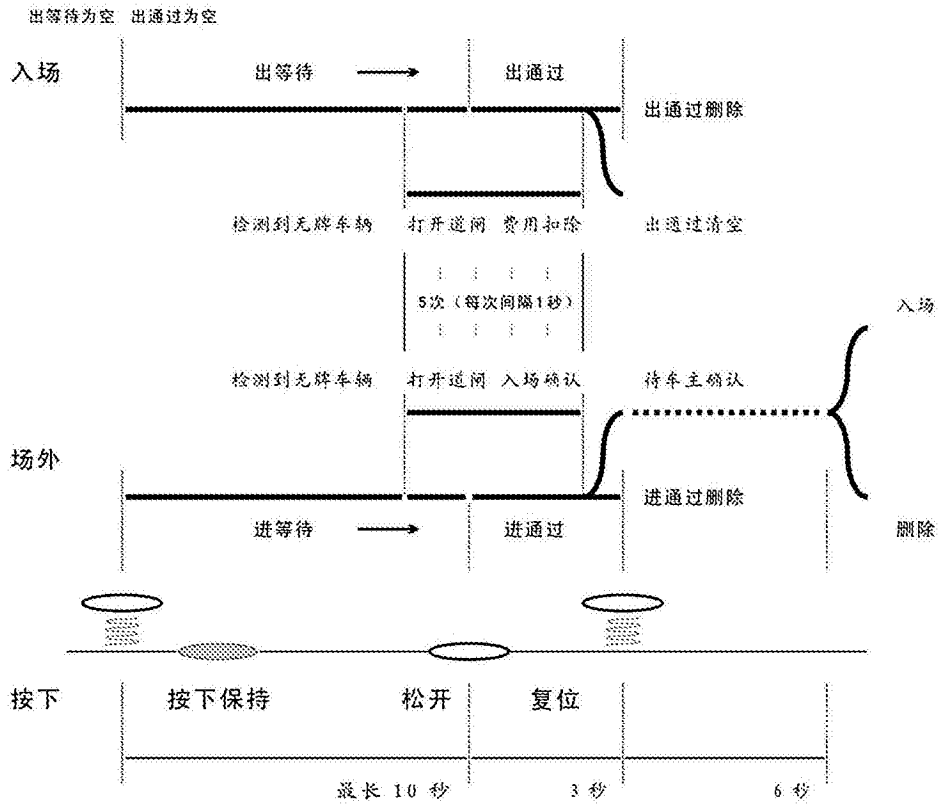 出等待为空 出通过为空
入场 出等待 出通过
出通过删除
检测到无牌车辆 打开道闸 费用扣除 出通过清空
5次（每次间隔1秒）
入场
检测到无牌车辆 打开道闸 入场确认 待车主确认
场外
进通过删除
进等待 进通过 删除
按下 按下保持 松开 复位
最长 10 秒 3 秒 6 秒